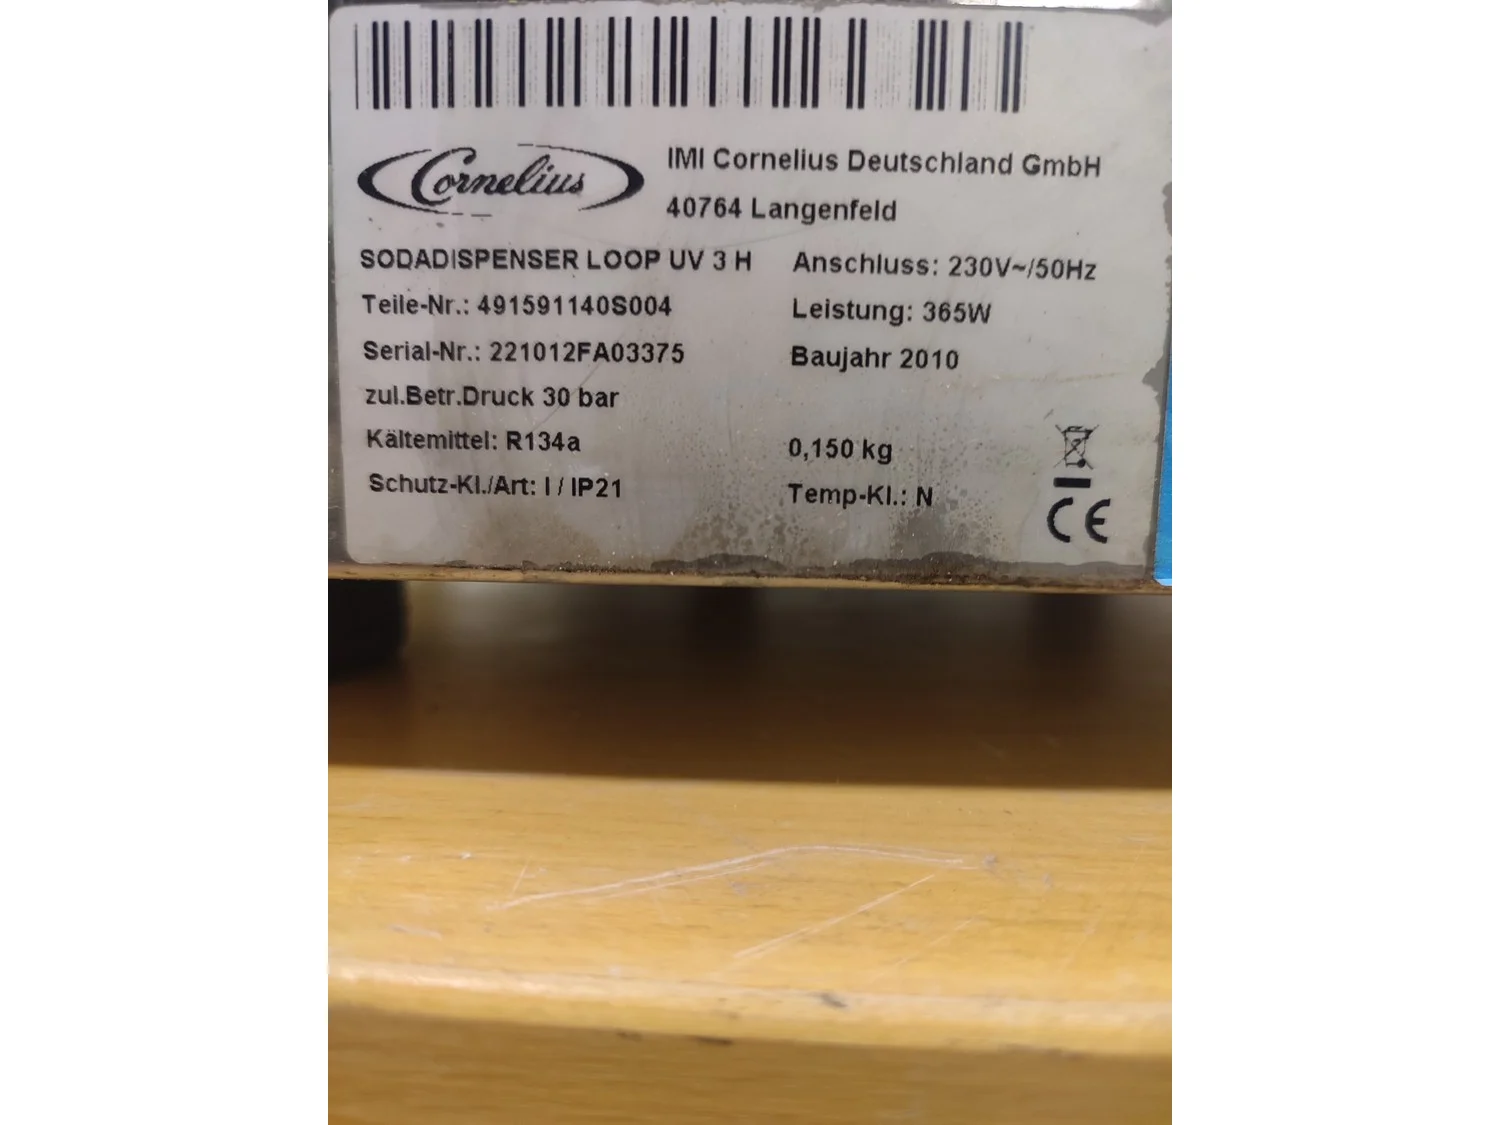 Cornelius
IMI Cornelius Deutschland GmbH
40764 Langenfeld
SODADISPENSER LOOP UV 3 H
Anschluss: 230V~/50Hz
Teile-Nr.: 491591140S004
Leistung: 365W
Serial-Nr.: 221012FA03375
Baujahr 2010
zul.Betr.Druck 30 bar
Kältemittel: R134a
0,150 kg
Schutz-Kl./Art: I / IP21
Temp-Kl.: N
CE